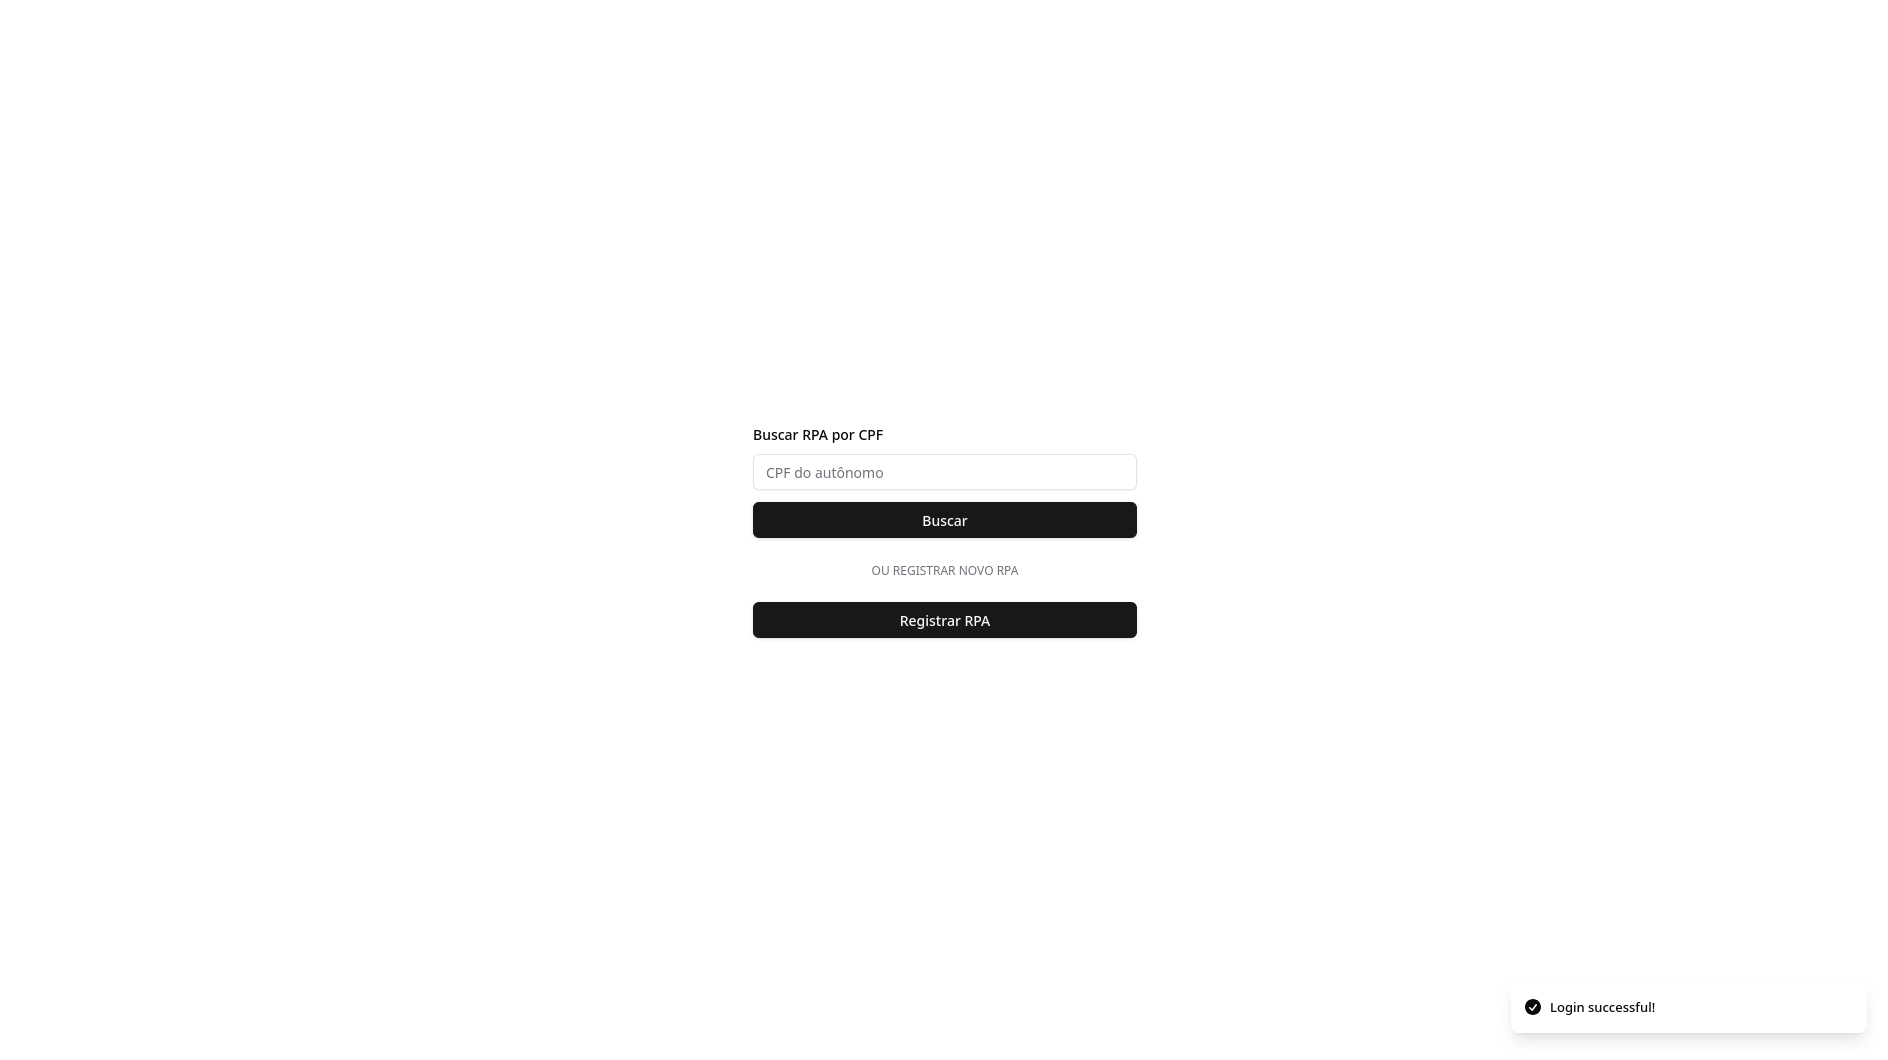 Buscar RPA por CPF
CPF do autônomo
Buscar
OU REGISTRAR NOVO RPA
Registrar RPA
Login successful!